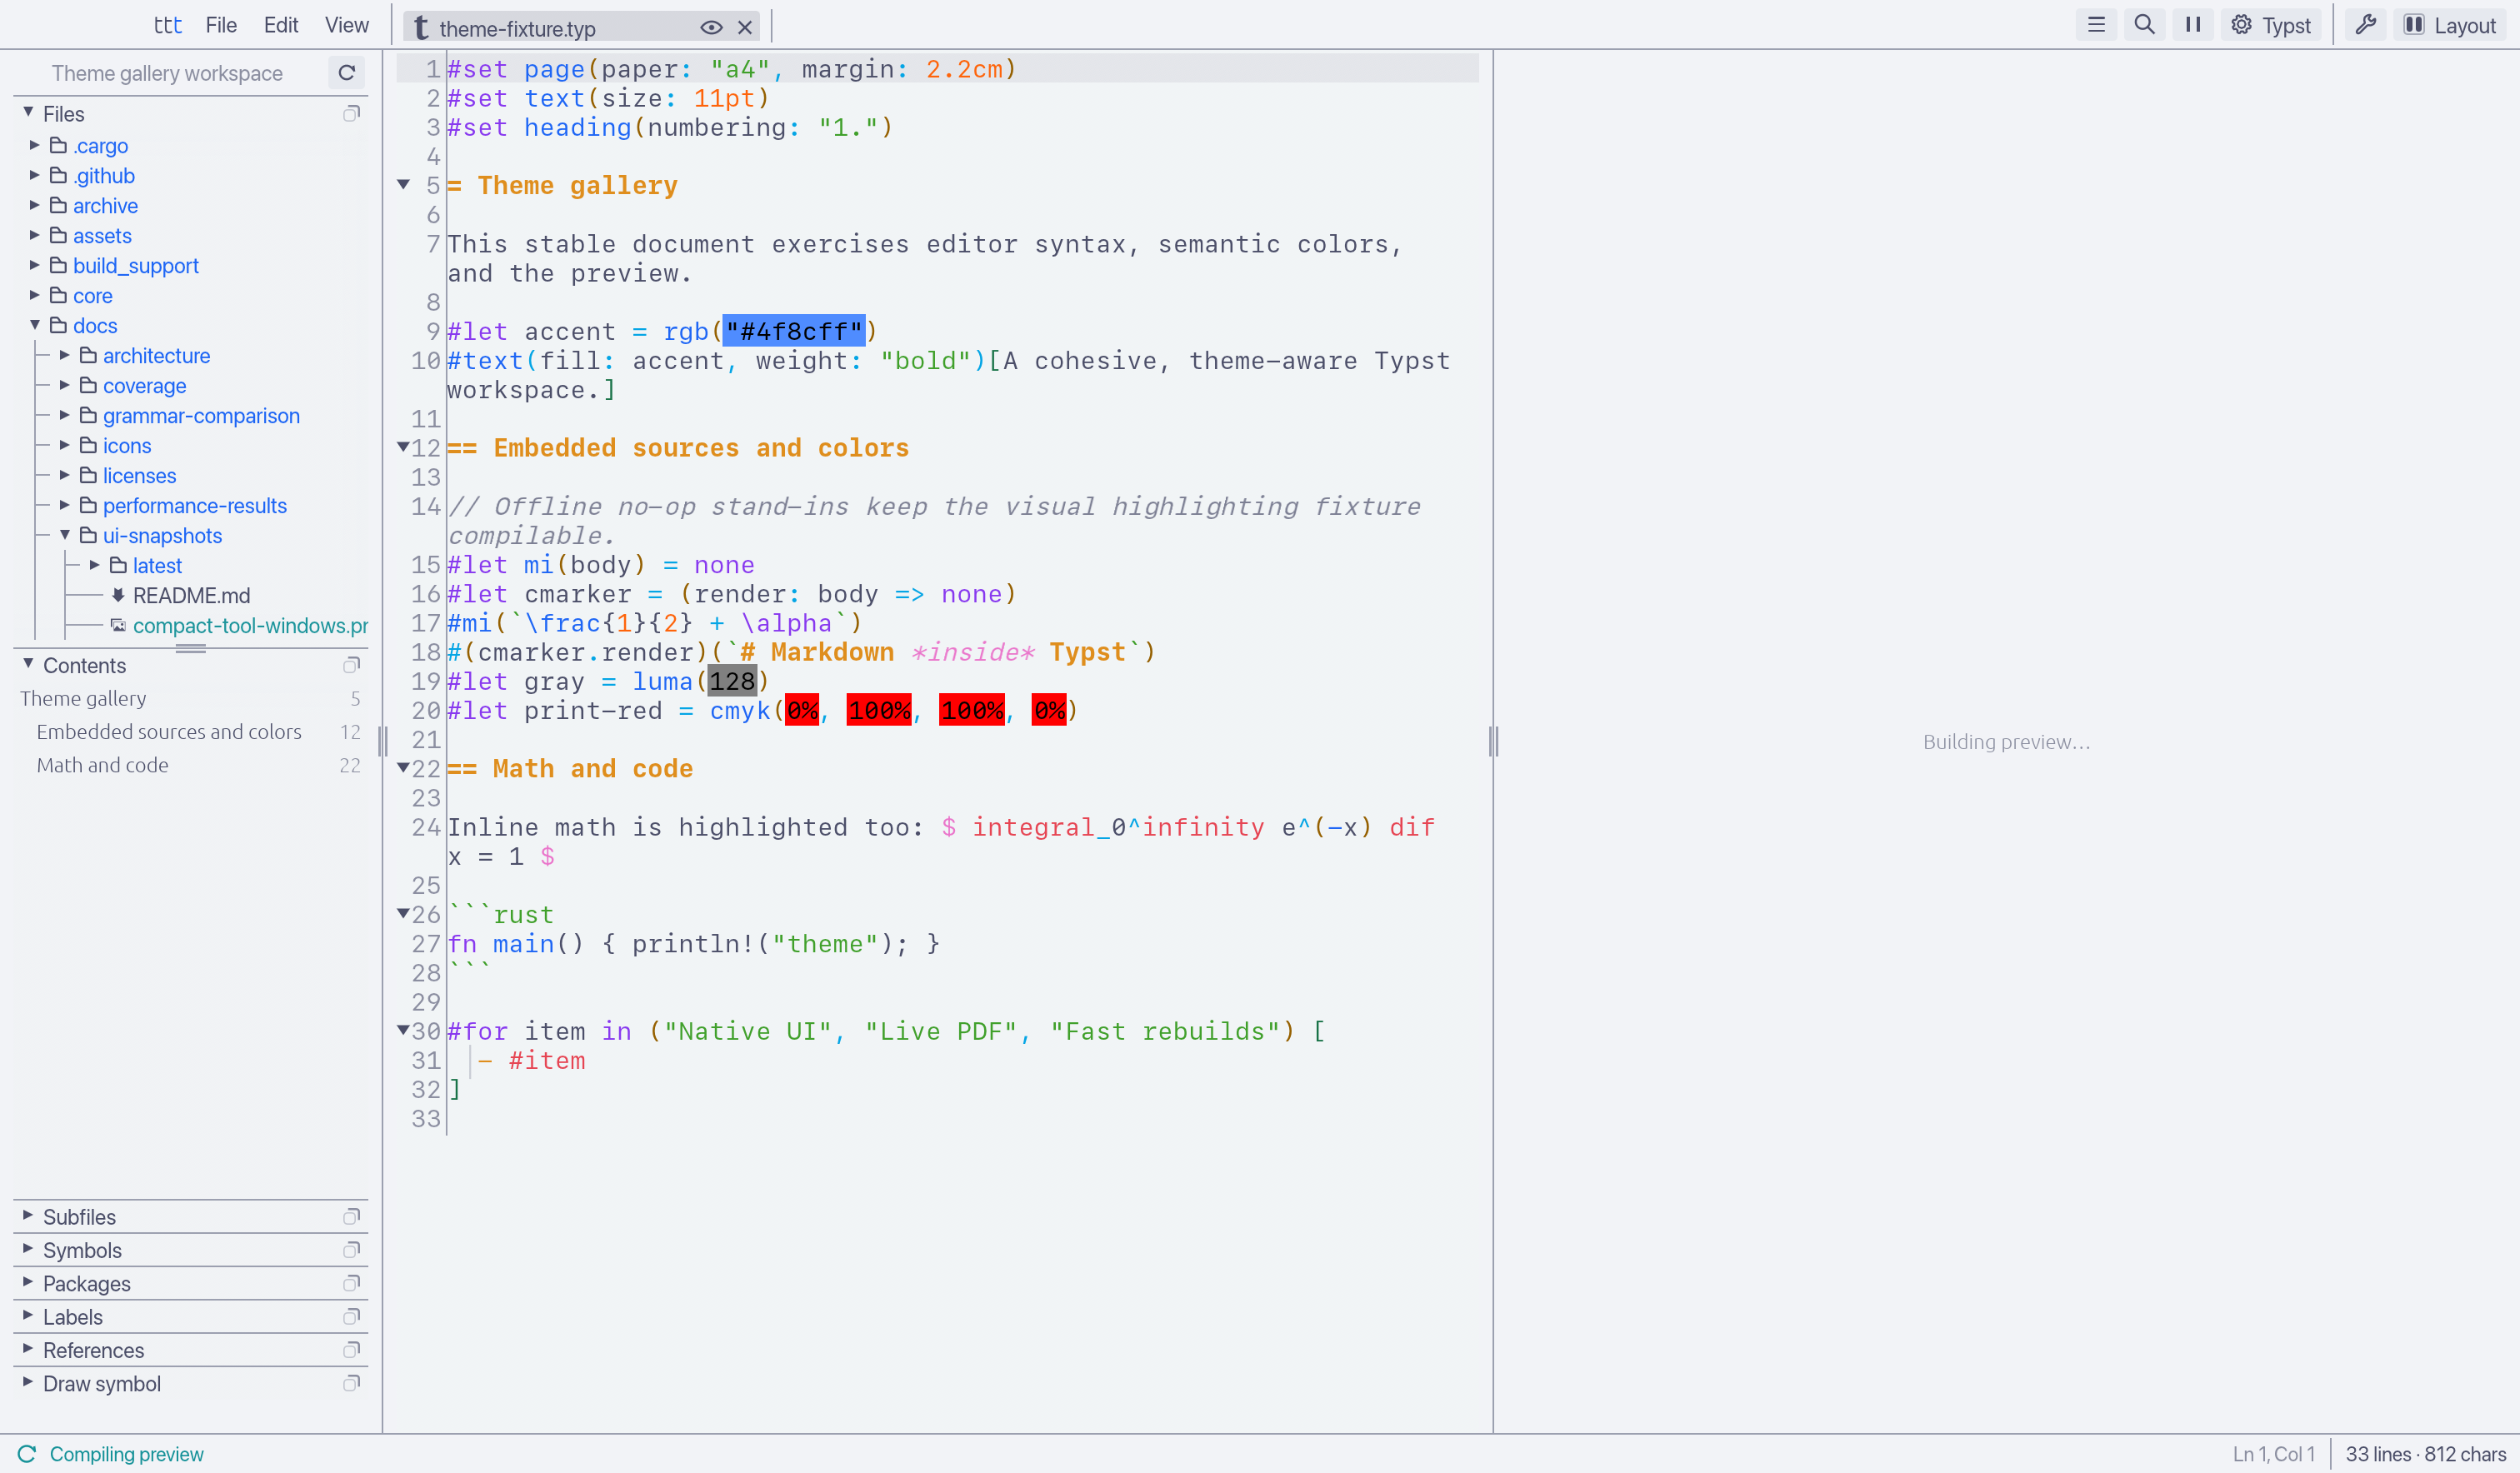 ttt File Edit View
theme-fixture.typ
Typst
Layout
Theme gallery workspace
Files
.cargo
.github
archive
assets
build_support
core
docs
architecture
coverage
grammar-comparison
icons
licenses
performance-results
ui-snapshots
latest
README.md
compact-tool-windows.pr
Contents
Theme gallery 5
Embedded sources and colors 12
Math and code 22
Subfiles
Symbols
Packages
Labels
References
Draw symbol
1 #set page(paper: "a4", margin: 2.2cm)
2 #set text(size: 11pt)
3 #set heading(numbering: "1.")
4
5 = Theme gallery
6
7 This stable document exercises editor syntax, semantic colors,
and the preview.
8
9 #let accent = rgb("#4f8cff")
10 #text(fill: accent, weight: "bold")[A cohesive, theme-aware Typst
workspace.]
11
12 == Embedded sources and colors
13
14 // Offline no-op stand-ins keep the visual highlighting fixture
compilable.
15 #let mi(body) = none
16 #let cmarker = (render: body => none)
17 #mi(`\frac{1}{2} + \alpha`)
18 #(cmarker.render)(`# Markdown *inside* Typst`)
19 #let gray = luma(128)
20 #let print-red = cmyk(0%, 100%, 100%, 0%)
21
22 == Math and code
23
24 Inline math is highlighted too: $ integral_0^infinity e^(-x) dif
x = 1 $
25
26 ```rust
27 fn main() { println!("theme"); }
28 ```
29
30 #for item in ("Native UI", "Live PDF", "Fast rebuilds") [
31 - #item
32 ]
33
Building preview…
Compiling preview
Ln 1, Col 1
33 lines · 812 chars